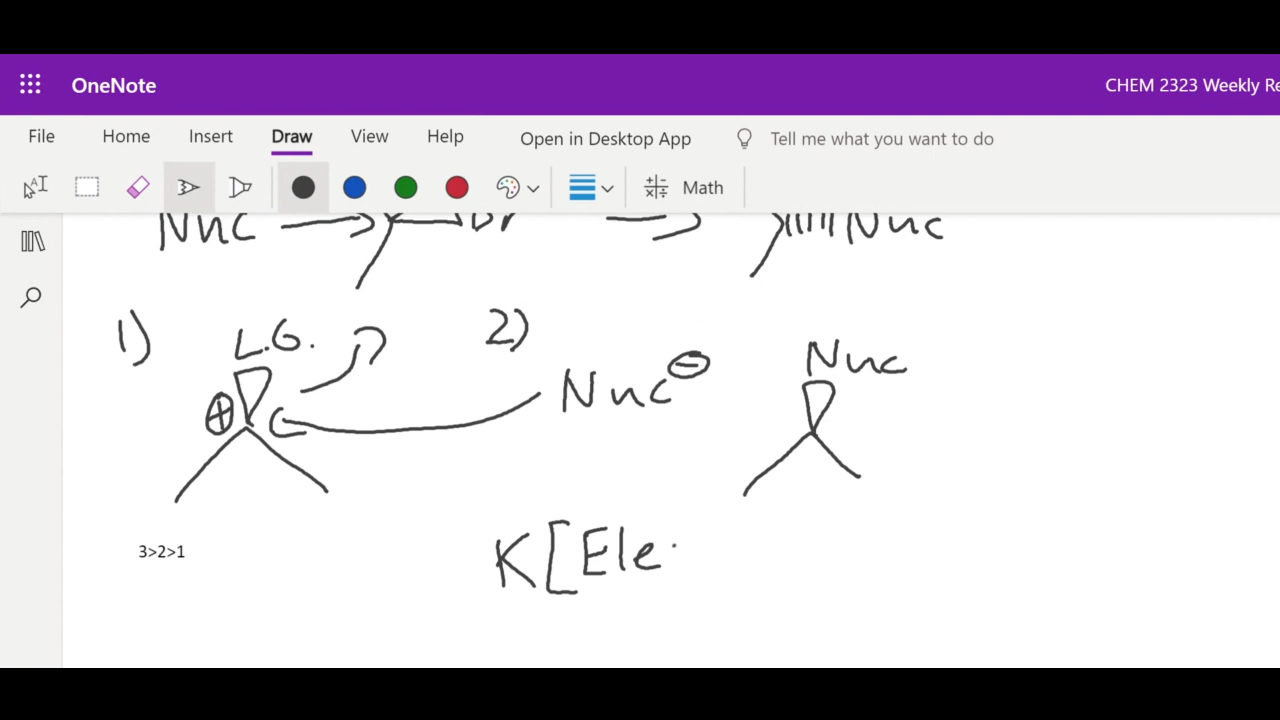 OneNote
CHEM 2323 Weekly Re
File Home Insert Draw View Help Open in Desktop App Tell me what you want to do
A Math
Nuc Br Nuc
1) L.G. 2) Nuc⊖ Nuc
⊕
3>2>1
K[Ele